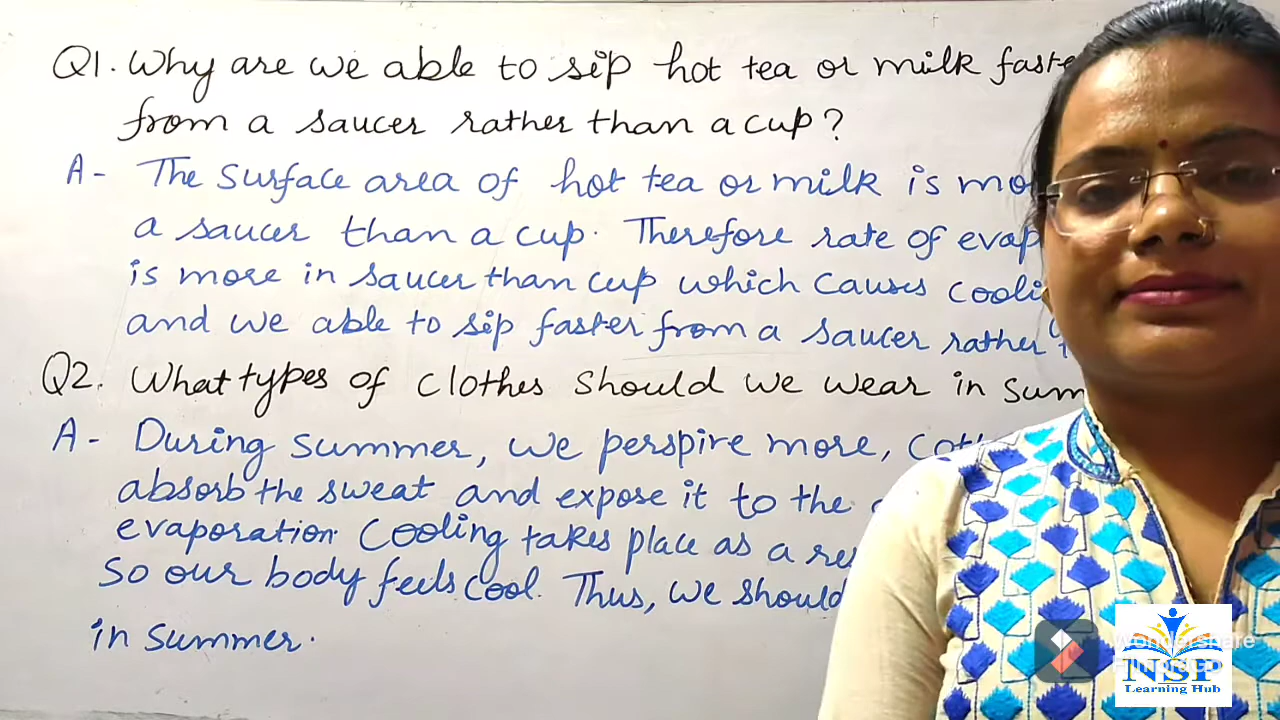 Q1. Why are we able to sip hot tea or milk faste
from a saucer rather than a cup?
A- The surface area of hot tea or milk is mo
a saucer than a cup. Therefore rate of evap
is more in saucer than cup which causes cooli
and we able to sip faster from a saucer rather
Q2. What types of clothes should we wear in sum
A- During summer, we perspire more, cot
absorb the sweat and expose it to the
evaporation. Cooling takes place as a res
So our body feels cool. Thus, we should
in summer.
Wondershare
Filmora
NSP
Learning Hub